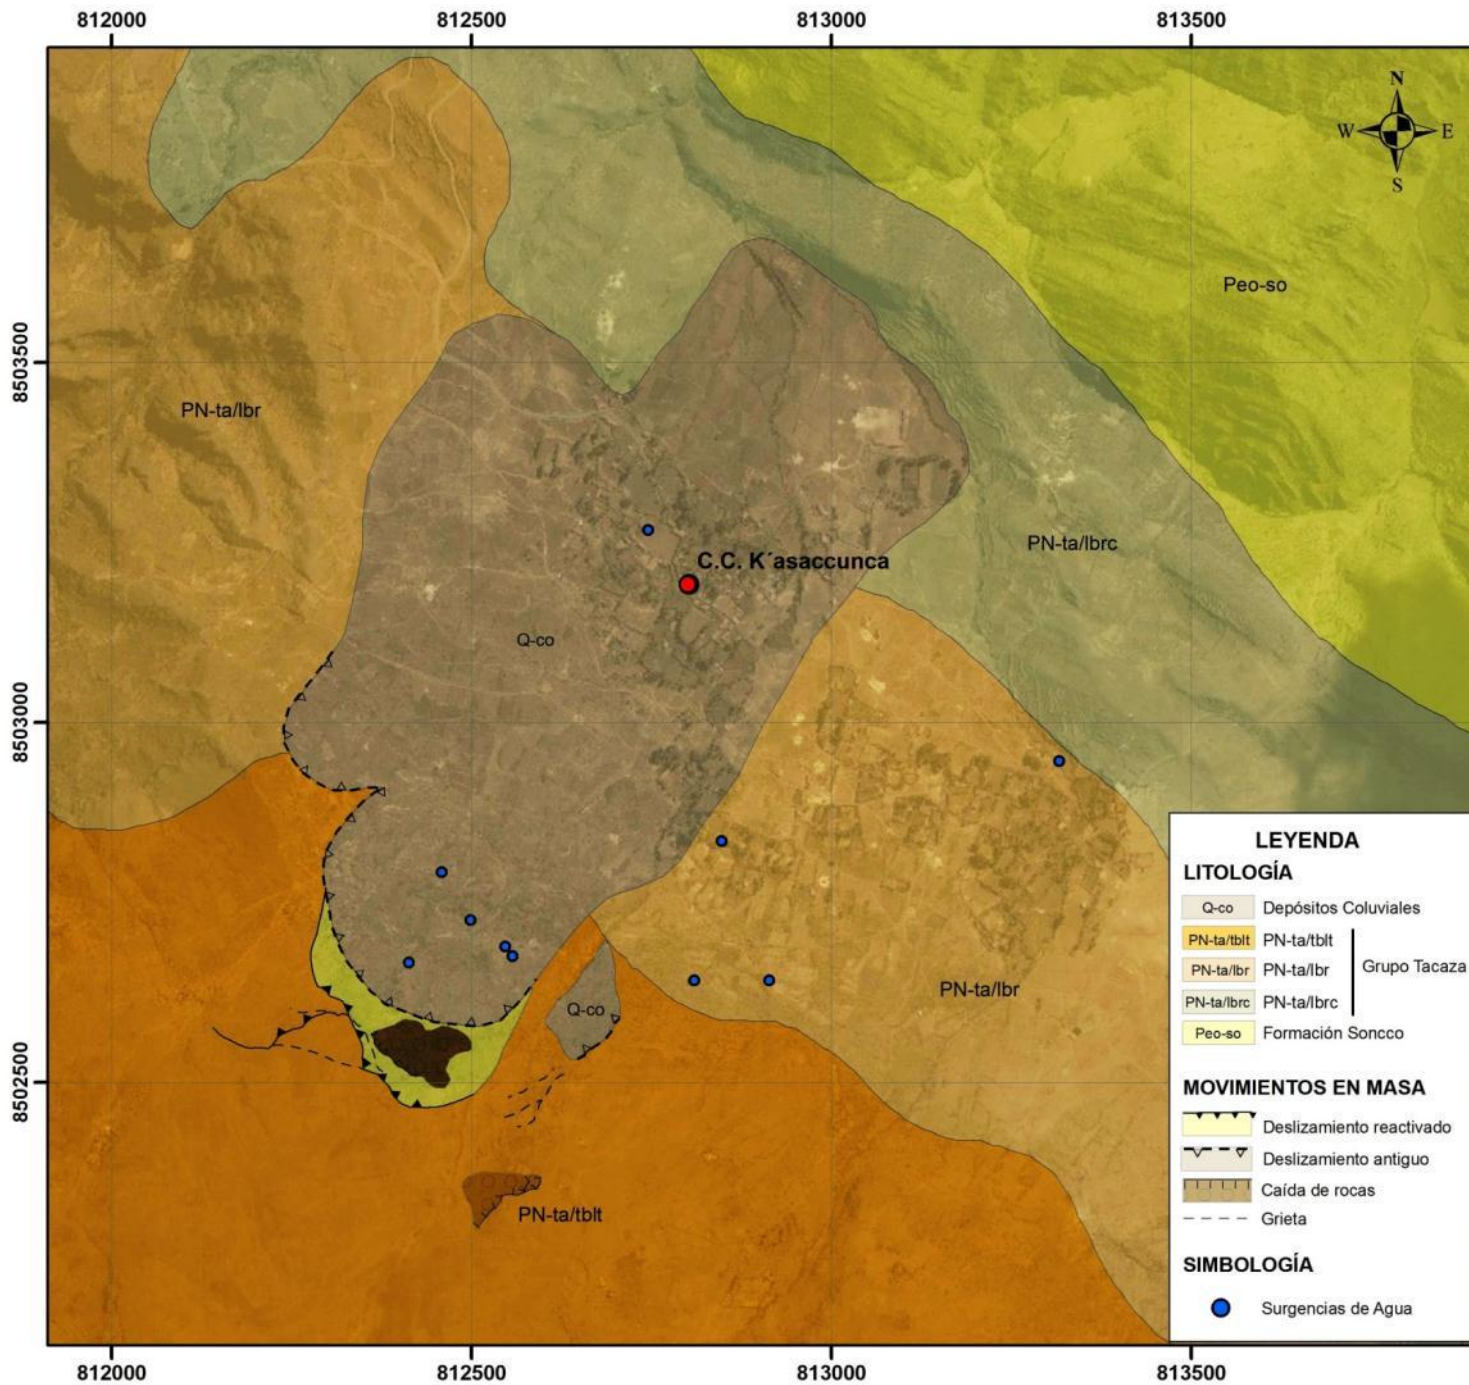 812000 812500 813000 813500
N
W E
S
Peo-so
8503500
PN-ta/lbr
PN-ta/lbrc
C.C. K´asaccunca
Q-co
8503000
PN-ta/lbr
Q-co
8502500
PN-ta/tblt
LEYENDA
LITOLOGÍA
Q-co Depósitos Coluviales
PN-ta/tblt PN-ta/tblt
PN-ta/lbr PN-ta/lbr
Grupo Tacaza
PN-ta/lbrc PN-ta/lbrc
Peo-so Formación Soncco
MOVIMIENTOS EN MASA
Deslizamiento reactivado
Deslizamiento antiguo
Caída de rocas
Grieta
SIMBOLOGÍA
Surgencias de Agua
812000 812500 813000 813500